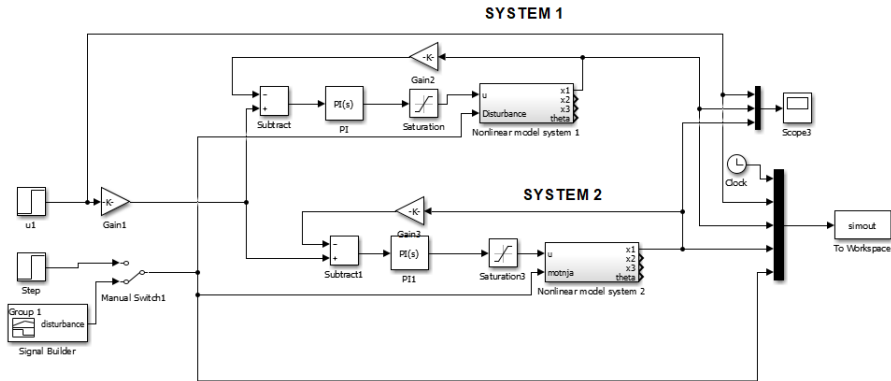 SYSTEM 1
-K-
Gain2
−
+
Subtract
PI(s)
PI
Saturation
u
Disturbance
x1
x2
x3
theta
Nonlinear model system 1
Scope3
Clock
simout
To Workspace
u1
-K-
Gain1
SYSTEM 2
-K-
Gain3
−
+
Subtract1
PI(s)
PI1
Saturation3
u
motnja
x1
x2
x3
theta
Nonlinear model system 2
Step
Manual Switch1
Group 1
disturbance
Signal Builder